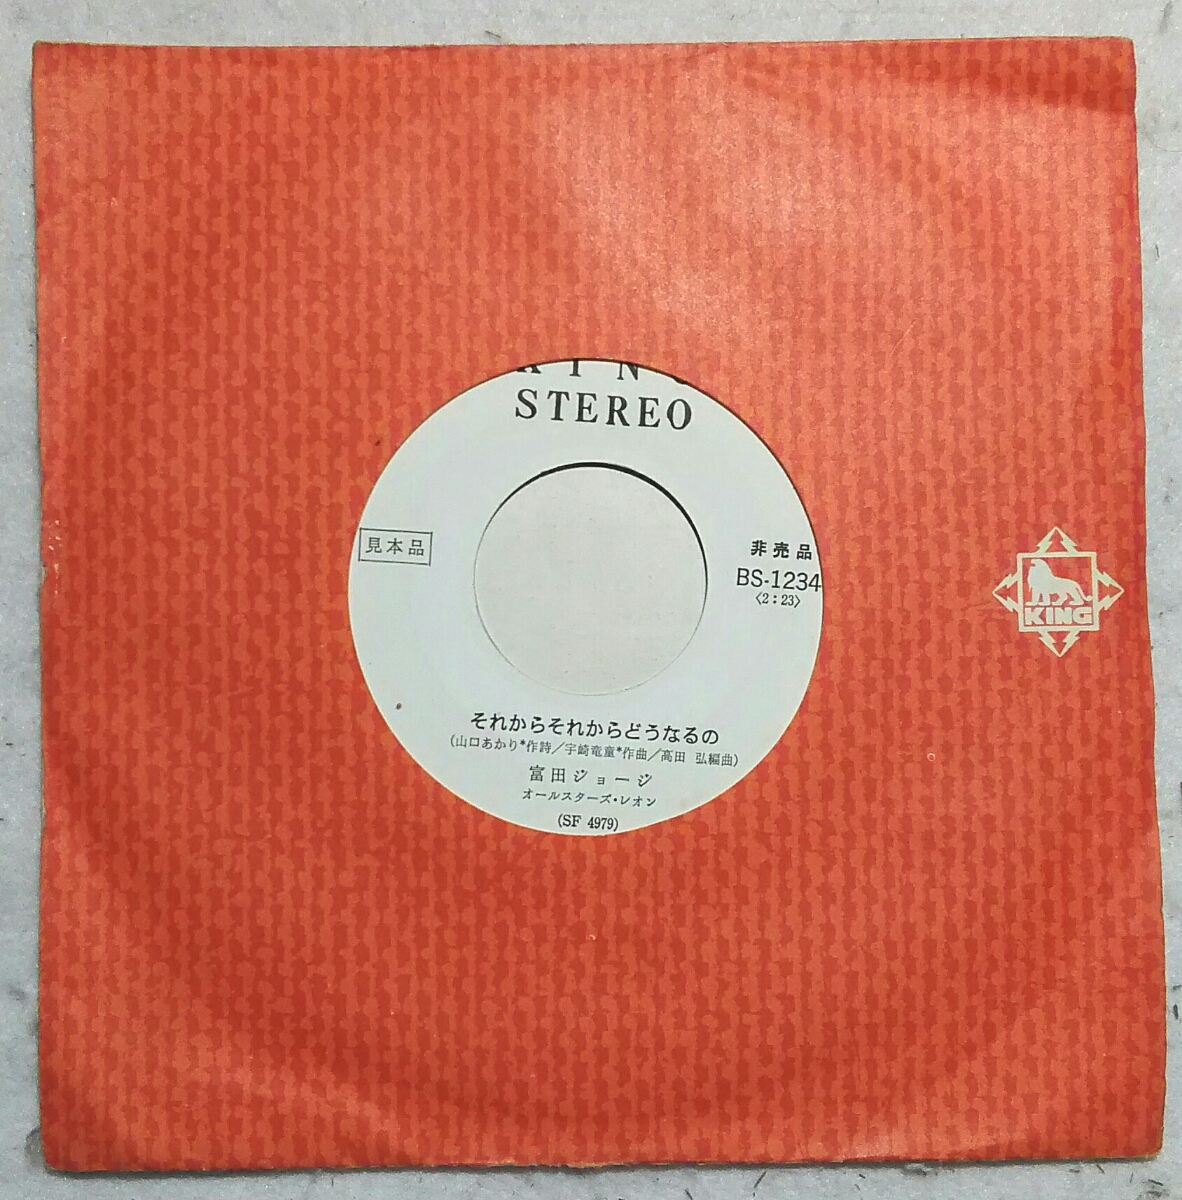 KING
STEREO
見本品
非売品
BS-1234
〈2:23〉
KING
それからそれからどうなるの
(山口あかり*作詩/宇崎竜童*作曲/高田 弘編曲)
富田ジョージ
オールスターズ・レオン
(SF 4979)